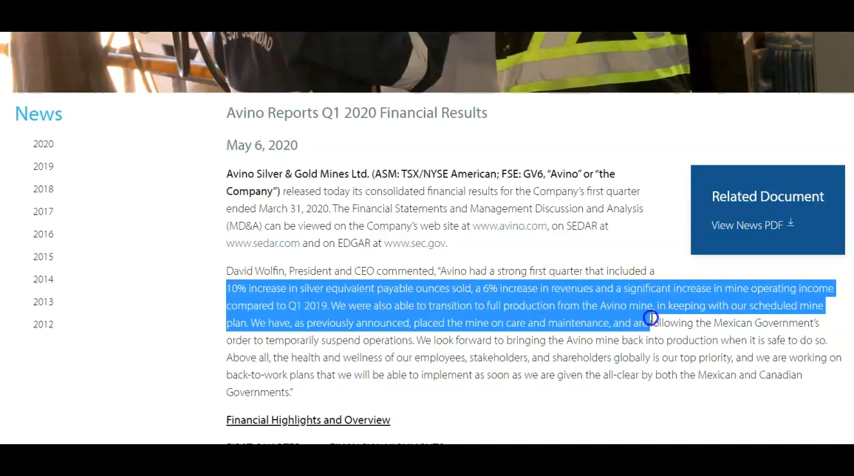 SEGURIDAD
News
2020
2019
2018
2017
2016
2015
2014
2013
2012
Avino Reports Q1 2020 Financial Results
May 6, 2020
Avino Silver & Gold Mines Ltd. (ASM: TSX/NYSE American; FSE: GV6, “Avino” or “the
Company”) released today its consolidated financial results for the Company’s first quarter
ended March 31, 2020. The Financial Statements and Management Discussion and Analysis
(MD&A) can be viewed on the Company’s web site at www.avino.com, on SEDAR at
www.sedar.com and on EDGAR at www.sec.gov.
Related Document
View News PDF
David Wolfin, President and CEO commented, “Avino had a strong first quarter that included a
10% increase in silver equivalent payable ounces sold, a 6% increase in revenues and a significant increase in mine operating income
compared to Q1 2019. We were also able to transition to full production from the Avino mine, in keeping with our scheduled mine
plan. We have, as previously announced, placed the mine on care and maintenance, and are following the Mexican Government’s
order to temporarily suspend operations. We look forward to bringing the Avino mine back into production when it is safe to do so.
Above all, the health and wellness of our employees, stakeholders, and shareholders globally is our top priority, and we are working on
back-to-work plans that we will be able to implement as soon as we are given the all-clear by both the Mexican and Canadian
Governments.”
Financial Highlights and Overview